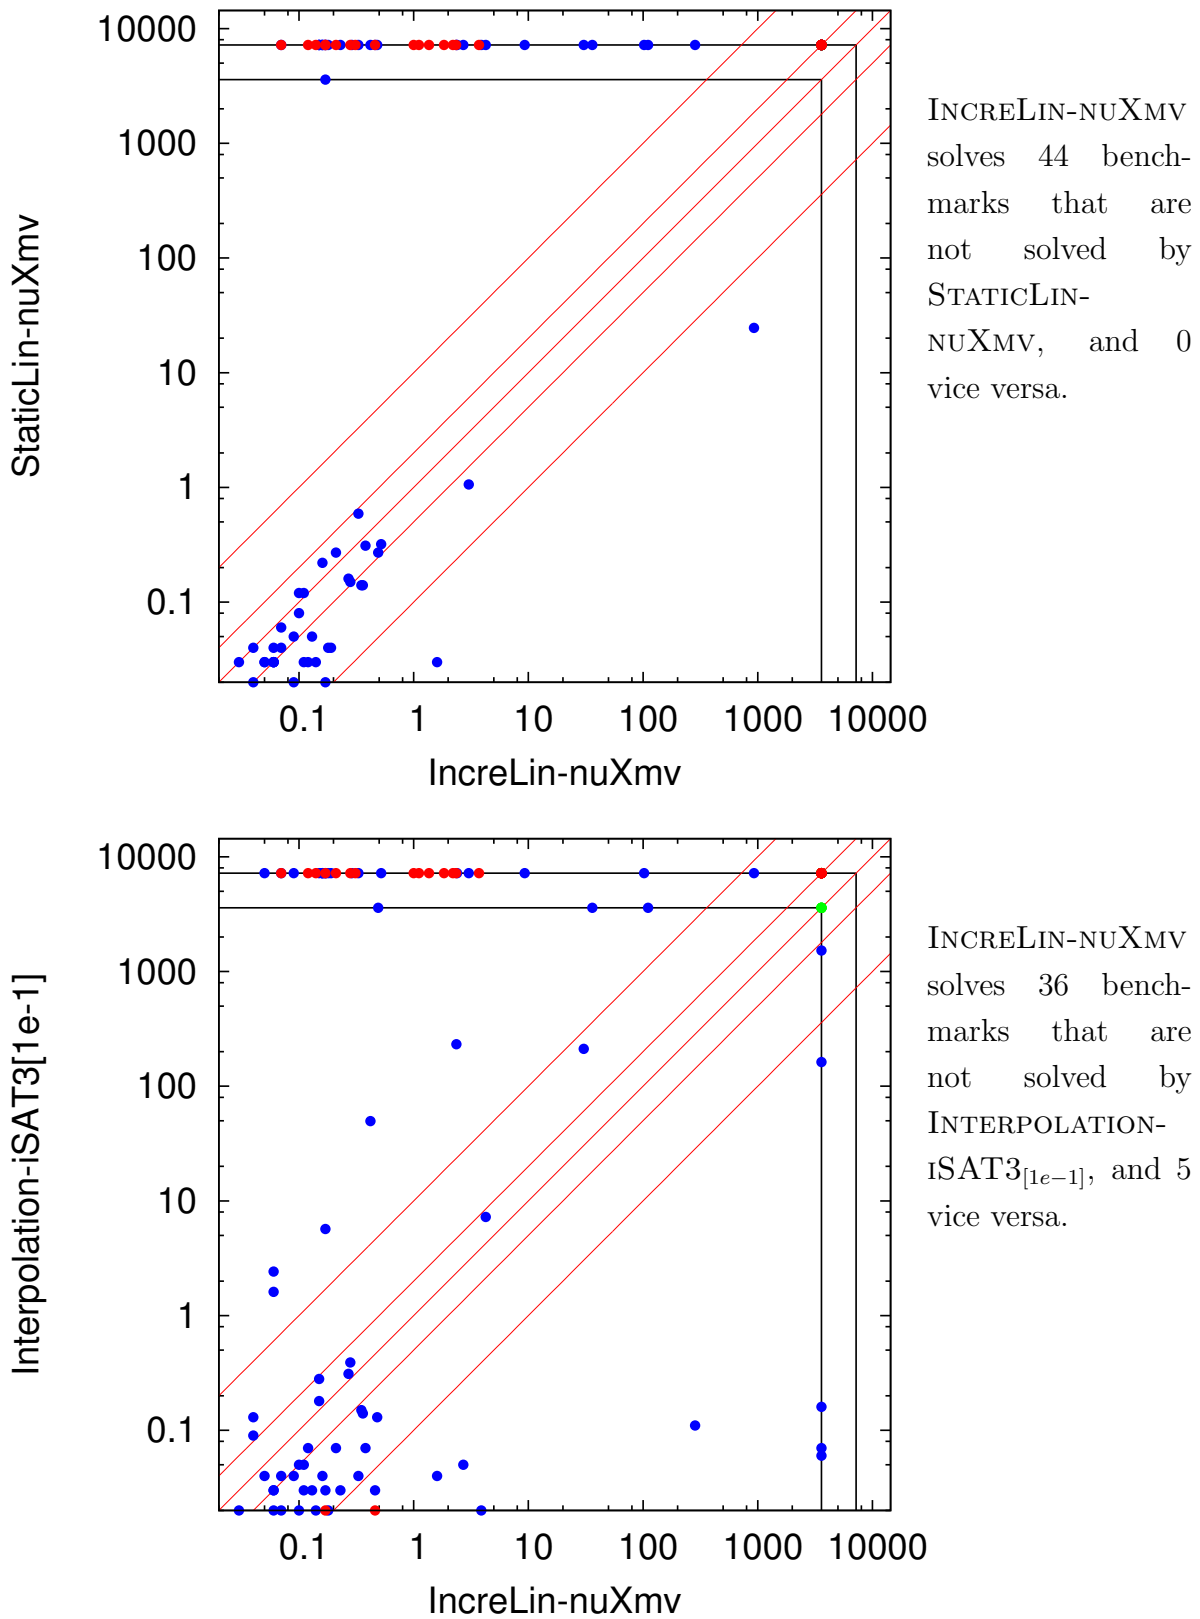 10000
1000
100
10
1
0.1
StaticLin-nuXmv
0.1 1 10 100 1000 10000
IncreLin-nuXmv
INCRELIN-NUXMV
solves 44 bench-
marks that are
not solved by
STATICLIN-
NUXMV, and 0
vice versa.
10000
1000
100
10
1
0.1
Interpolation-iSAT3[1e-1]
0.1 1 10 100 1000 10000
IncreLin-nuXmv
INCRELIN-NUXMV
solves 36 bench-
marks that are
not solved by
INTERPOLATION-
ISAT3[1e−1], and 5
vice versa.